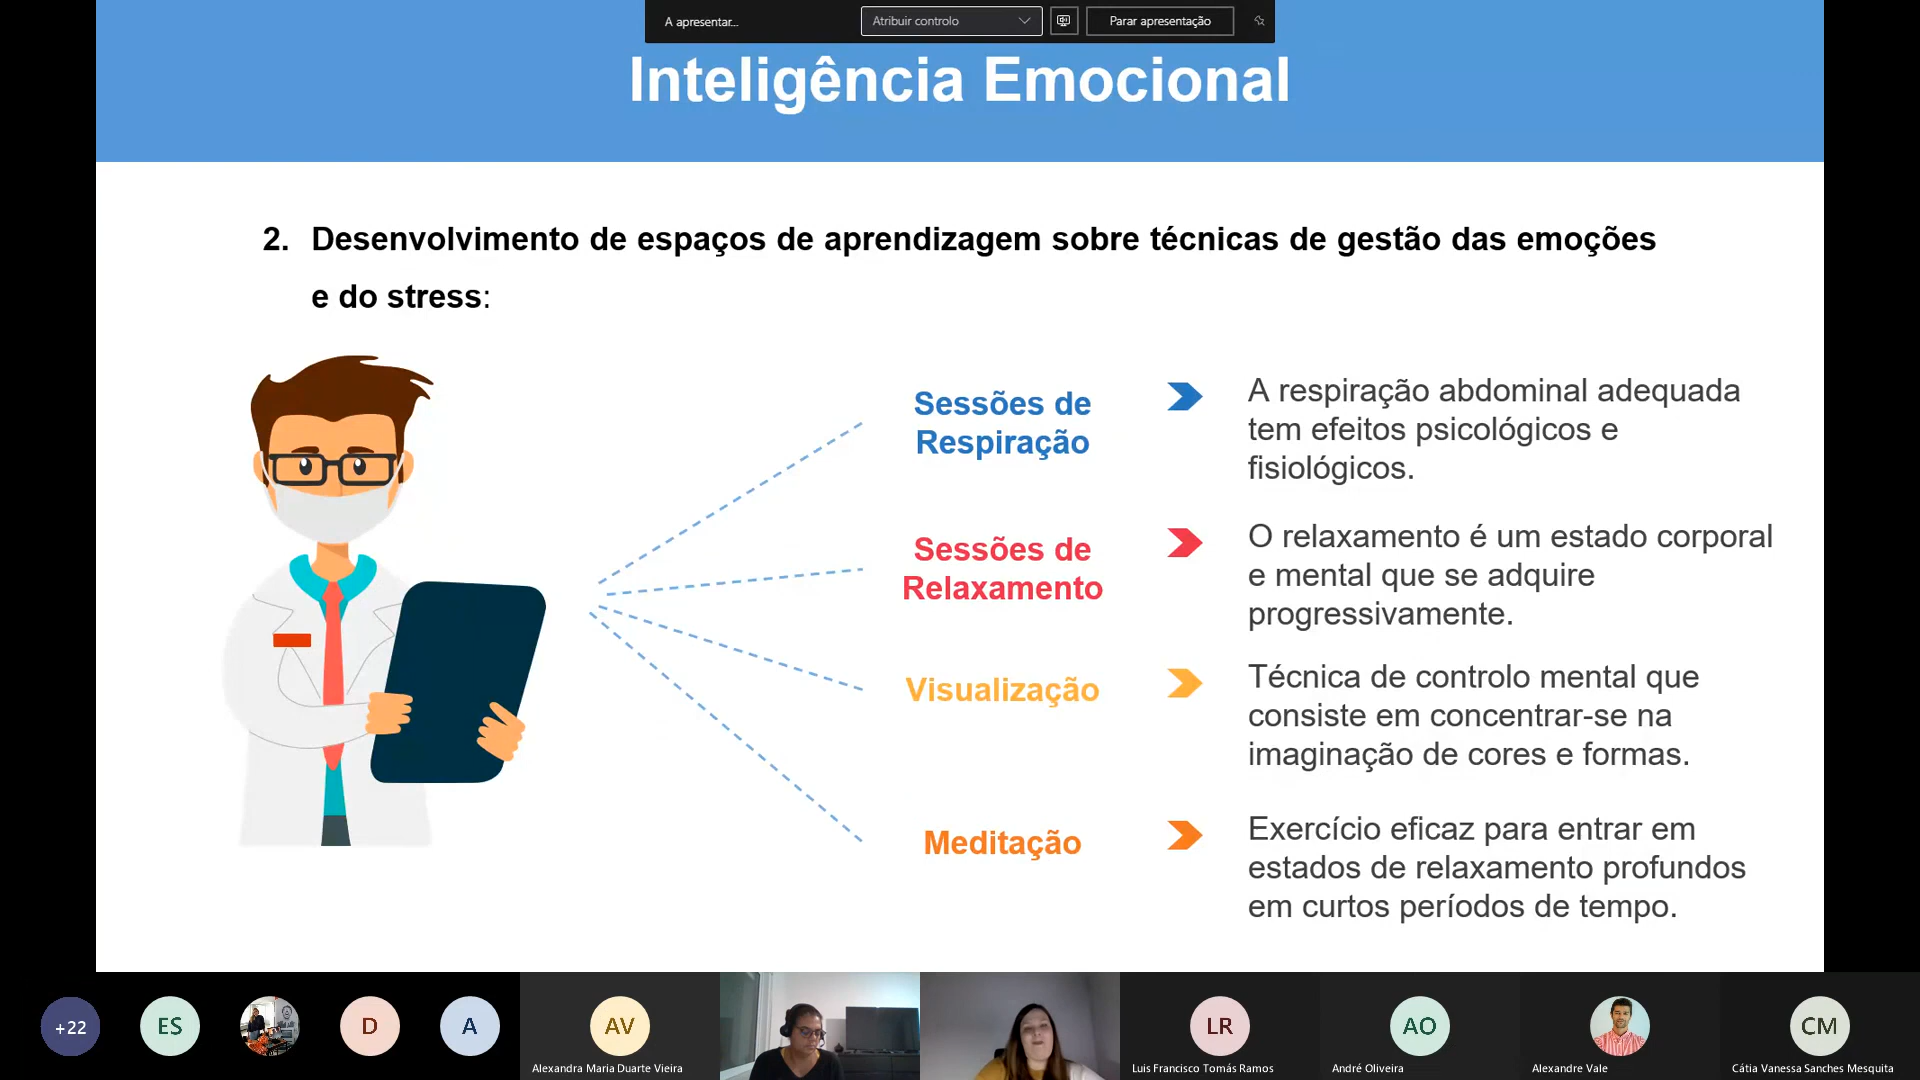 A apresentar...
Atribuir controlo
Parar apresentação
Inteligência Emocional
2. Desenvolvimento de espaços de aprendizagem sobre técnicas de gestão das emoções
e do stress:
Sessões de
Respiração
A respiração abdominal adequada
tem efeitos psicológicos e
fisiológicos.
Sessões de
Relaxamento
O relaxamento é um estado corporal
e mental que se adquire
progressivamente.
Visualização
Técnica de controlo mental que
consiste em concentrar-se na
imaginação de cores e formas.
Meditação
Exercício eficaz para entrar em
estados de relaxamento profundos
em curtos períodos de tempo.
+22
ES
D
A
AV
Alexandra Maria Duarte Vieira
LR
Luis Francisco Tomás Ramos
AO
André Oliveira
Alexandre Vale
CM
Cátia Vanessa Sanches Mesquita